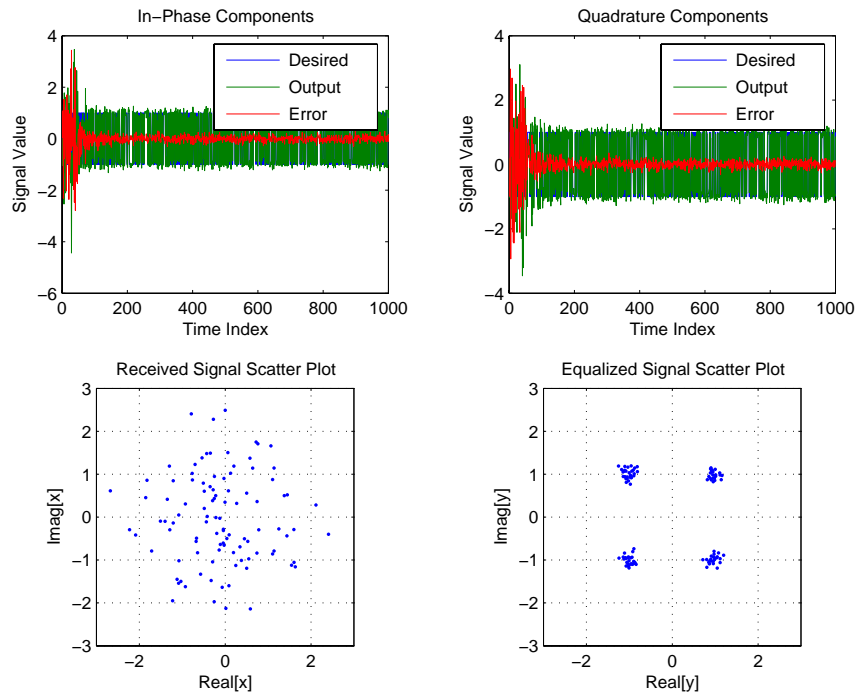 In-Phase Components
4
2
0
−2
−4
−6
Signal Value
Desired
Output
Error
0 200 400 600 800 1000
Time Index
Quadrature Components
4
2
0
−2
−4
Signal Value
Desired
Output
Error
0 200 400 600 800 1000
Time Index
Received Signal Scatter Plot
3
2
1
0
−1
−2
−3
Imag[x]
−2 0 2
Real[x]
Equalized Signal Scatter Plot
3
2
1
0
−1
−2
−3
Imag[y]
−2 0 2
Real[y]